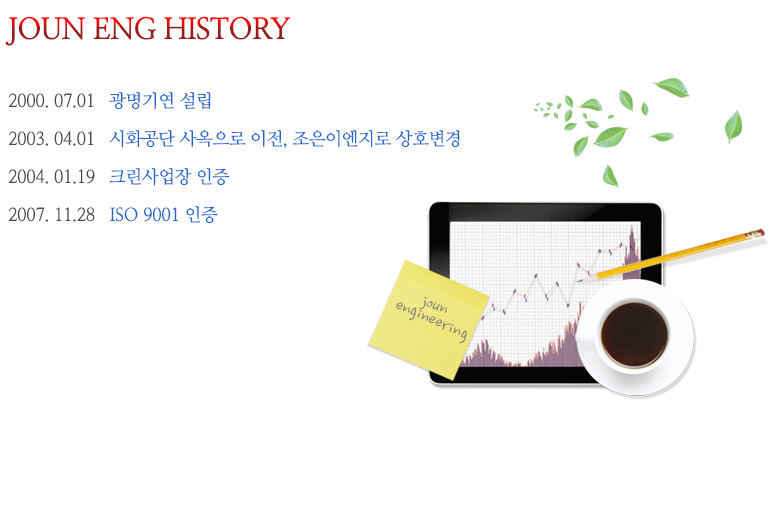 JOUN ENG HISTORY
2000. 07.01 광명기연 설립
2003. 04.01 시화공단 사옥으로 이전, 조은이엔지로 상호변경
2004. 01.19 크린사업장 인증
2007. 11.28 ISO 9001 인증
joun
engineering